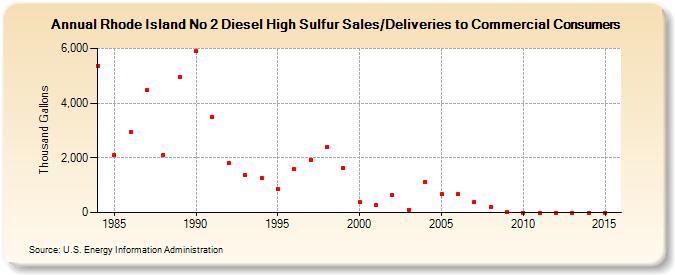 Annual Rhode Island No 2 Diesel High Sulfur Sales/Deliveries to Commercial Consumers
Thousand Gallons
6,000
4,000
2,000
0
1985 1990 1995 2000 2005 2010 2015
Source: U.S. Energy Information Administration